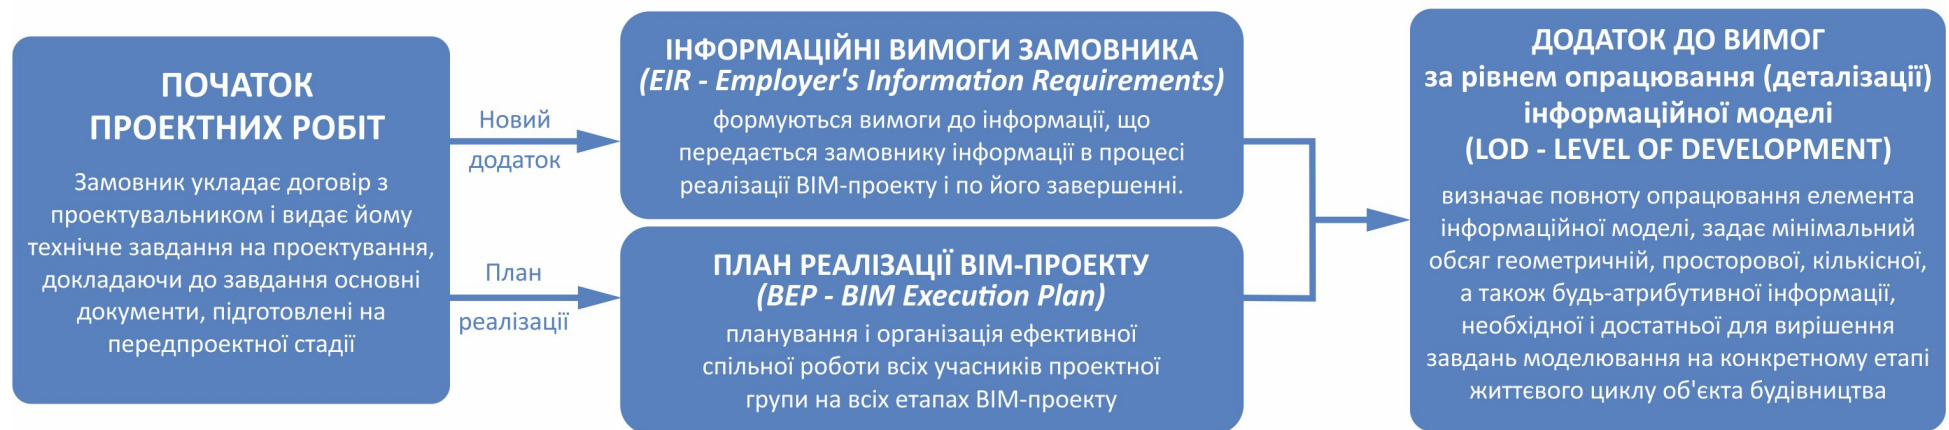 ПОЧАТОК
ПРОЕКТНИХ РОБІТ
Замовник укладає договір з
проектувальником і видає йому
технічне завдання на проектування,
докладаючи до завдання основні
документи, підготовлені на
передпроектної стадії
Новий
додаток
План
реалізації
ІНФОРМАЦІЙНІ ВИМОГИ ЗАМОВНИКА
(EIR - Employer's Information Requirements)
формуються вимоги до інформації, що
передається замовнику інформації в процесі
реалізації BIM-проекту і по його завершенні.
ПЛАН РЕАЛІЗАЦІЇ BIM-ПРОЕКТУ
(BEP - BIM Execution Plan)
планування і організація ефективної
спільної роботи всіх учасників проектної
групи на всіх етапах BIM-проекту
ДОДАТОК ДО ВИМОГ
за рівнем опрацювання (деталізації)
інформаційної моделі
(LOD - LEVEL OF DEVELOPMENT)
визначає повноту опрацювання елемента
інформаційної моделі, задає мінімальний
обсяг геометричній, просторової, кількісної,
а також будь-атрибутивної інформації,
необхідної і достатньої для вирішення
завдань моделювання на конкретному етапі
життєвого циклу об'єкта будівництва